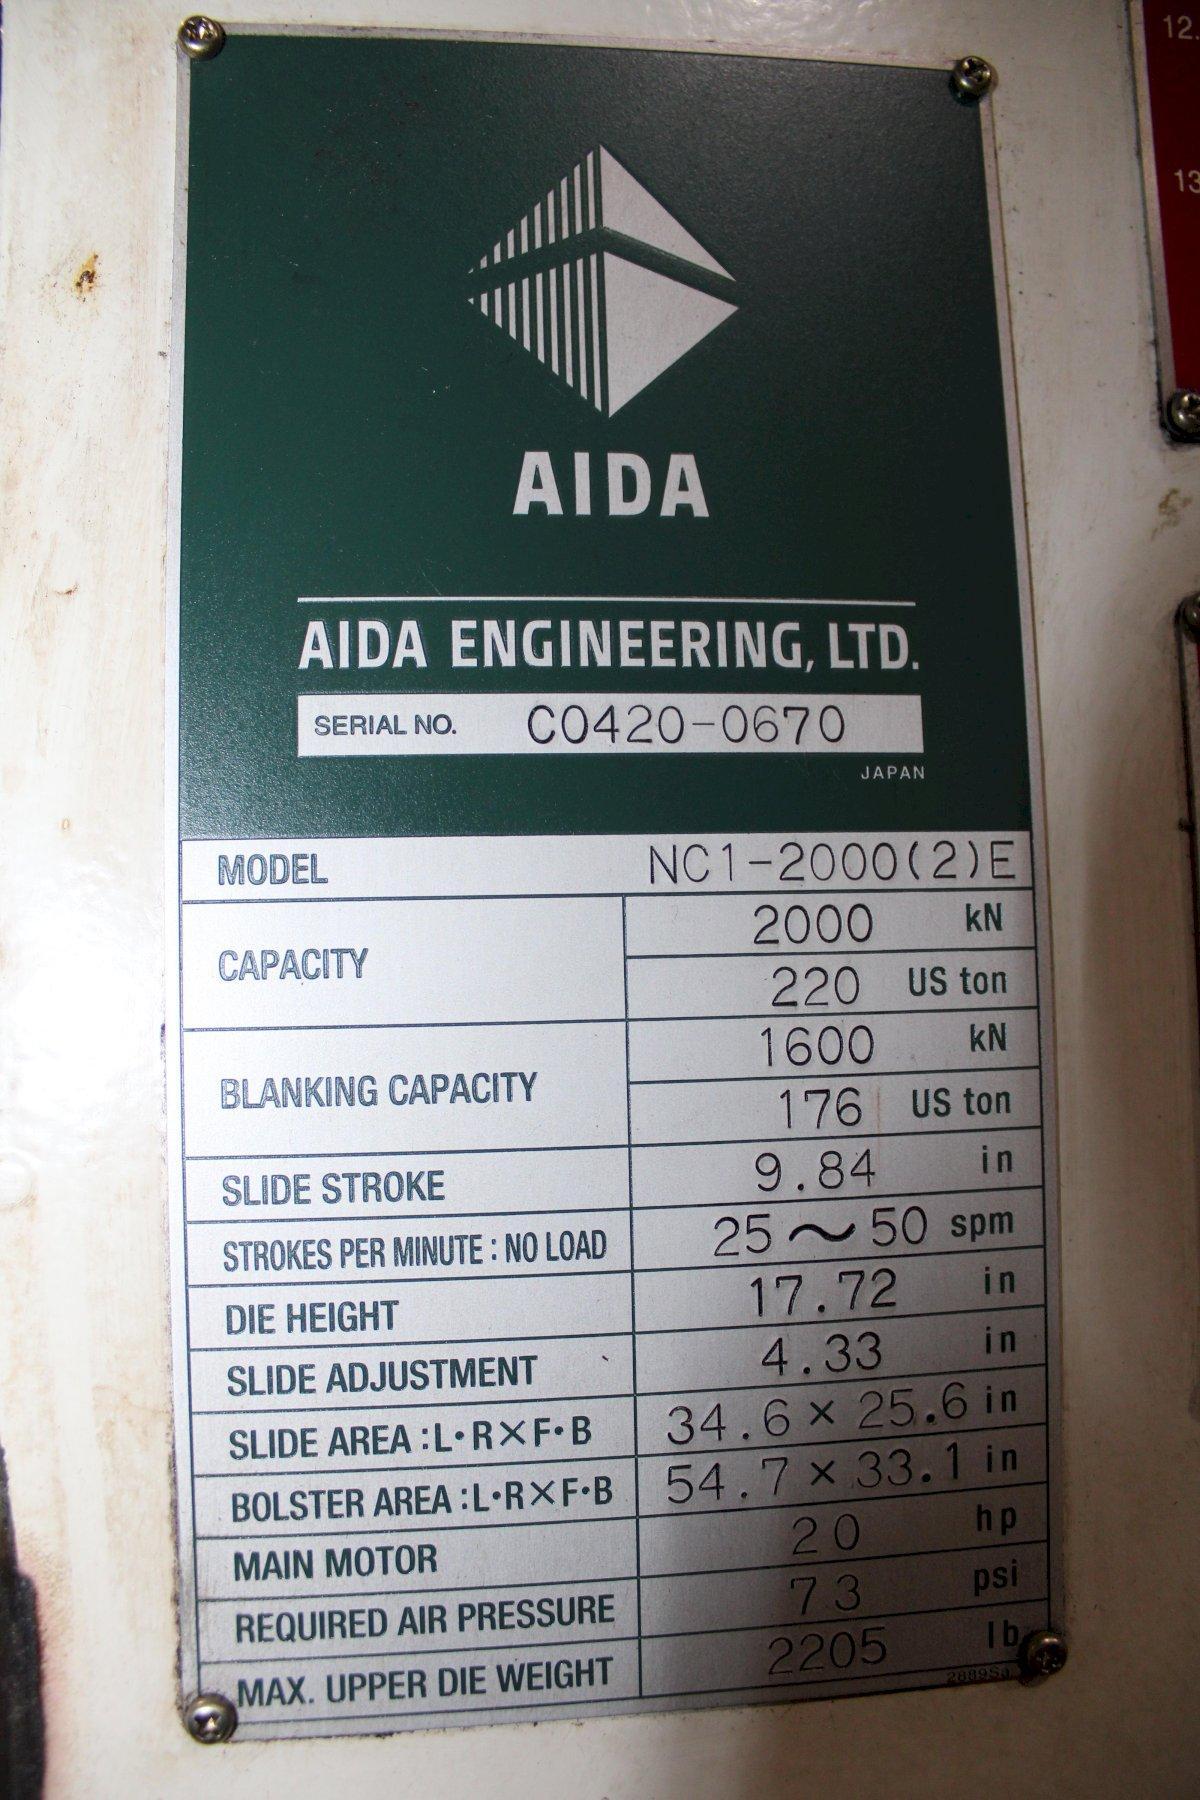 12.
13
AIDA
AIDA ENGINEERING, LTD.
SERIAL NO. C0420-0670
JAPAN
MODEL NC1-2000(2)E
CAPACITY 2000 kN
220 US ton
BLANKING CAPACITY 1600 kN
176 US ton
SLIDE STROKE 9.84 in
STROKES PER MINUTE : NO LOAD 25～50 spm
DIE HEIGHT 17.72 in
SLIDE ADJUSTMENT 4.33 in
SLIDE AREA :L･R×F･B 34.6 × 25.6 in
BOLSTER AREA :L･R×F･B 54.7 × 33.1 in
MAIN MOTOR 20 hp
REQUIRED AIR PRESSURE 73 psi
MAX. UPPER DIE WEIGHT 2205 lb